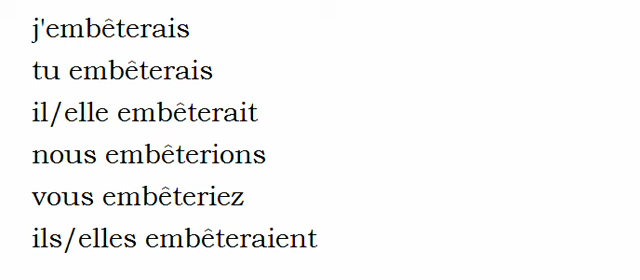 j'embêterais
tu embêterais
il/elle embêterait
nous embêterions
vous embêteriez
ils/elles embêteraient